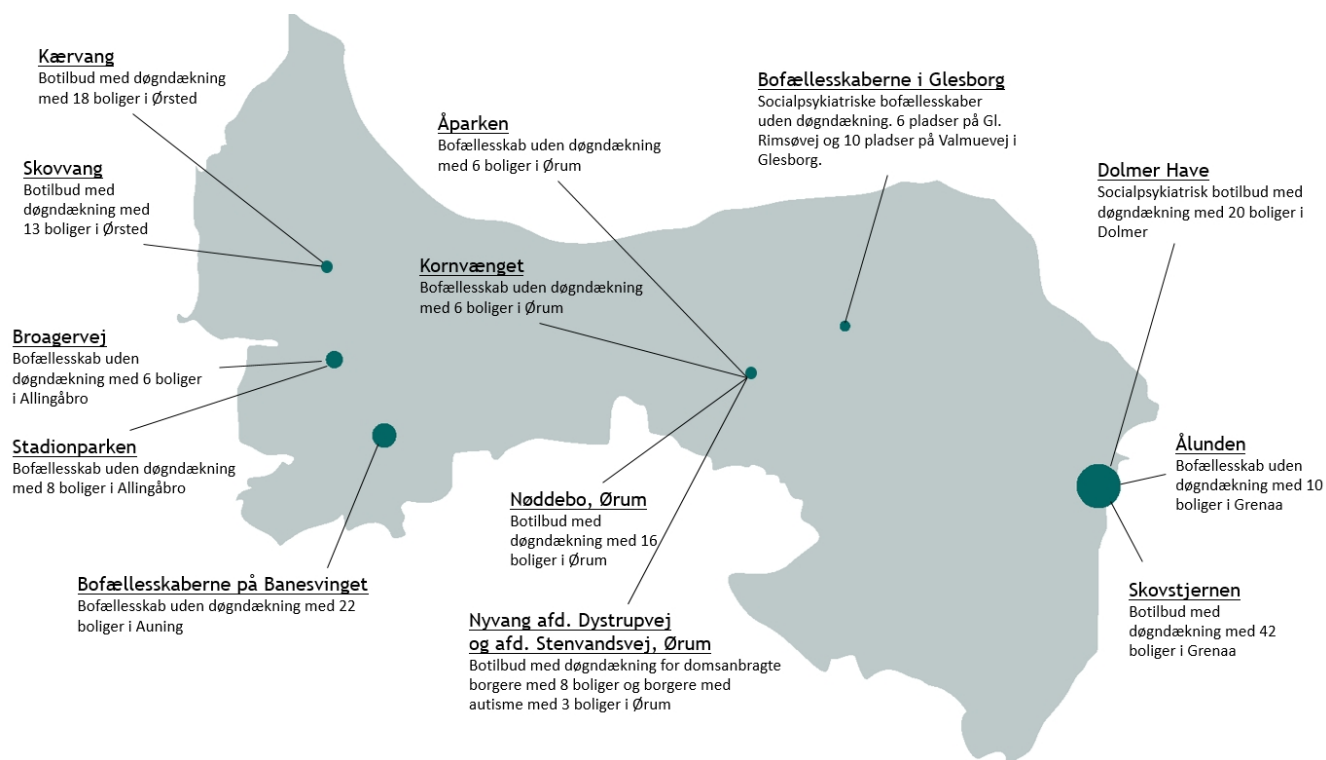 Kærvang
Botilbud med døgndækning
med 18 boliger i Ørsted
Skovvang
Botilbud med
døgndækning med
13 boliger i Ørsted
Broagervej
Bofællesskab uden
døgndækning med 6 boliger
i Allingåbro
Stadionparken
Bofællesskab uden døgndækning
med 8 boliger i Allingåbro
Bofællesskaberne på Banesvinget
Bofællesskab uden døgndækning med 22
boliger i Auning
Åparken
Bofællesskab uden døgndækning
med 6 boliger i Ørum
Kornvænget
Bofællesskab uden døgndækning
med 6 boliger i Ørum
Nøddebo, Ørum
Botilbud med
døgndækning med 16
boliger i Ørum
Nyvang afd. Dystrupvej
og afd. Stenvandsvej, Ørum
Botilbud med døgndækning for domsanbragte
borgere med 8 boliger og borgere med
autisme med 3 boliger i Ørum
Bofællesskaberne i Glesborg
Socialpsykiatriske bofællesskaber
uden døgndækning. 6 pladser på Gl.
Rimsøvej og 10 pladser på Valmuevej i
Glesborg.
Dolmer Have
Socialpsykiatrisk botilbud med
døgndækning med 20 boliger i
Dolmer
Ålunden
Bofællesskab uden
døgndækning med 10
boliger i Grenaa
Skovstjernen
Botilbud med
døgndækning med 42
boliger i Grenaa